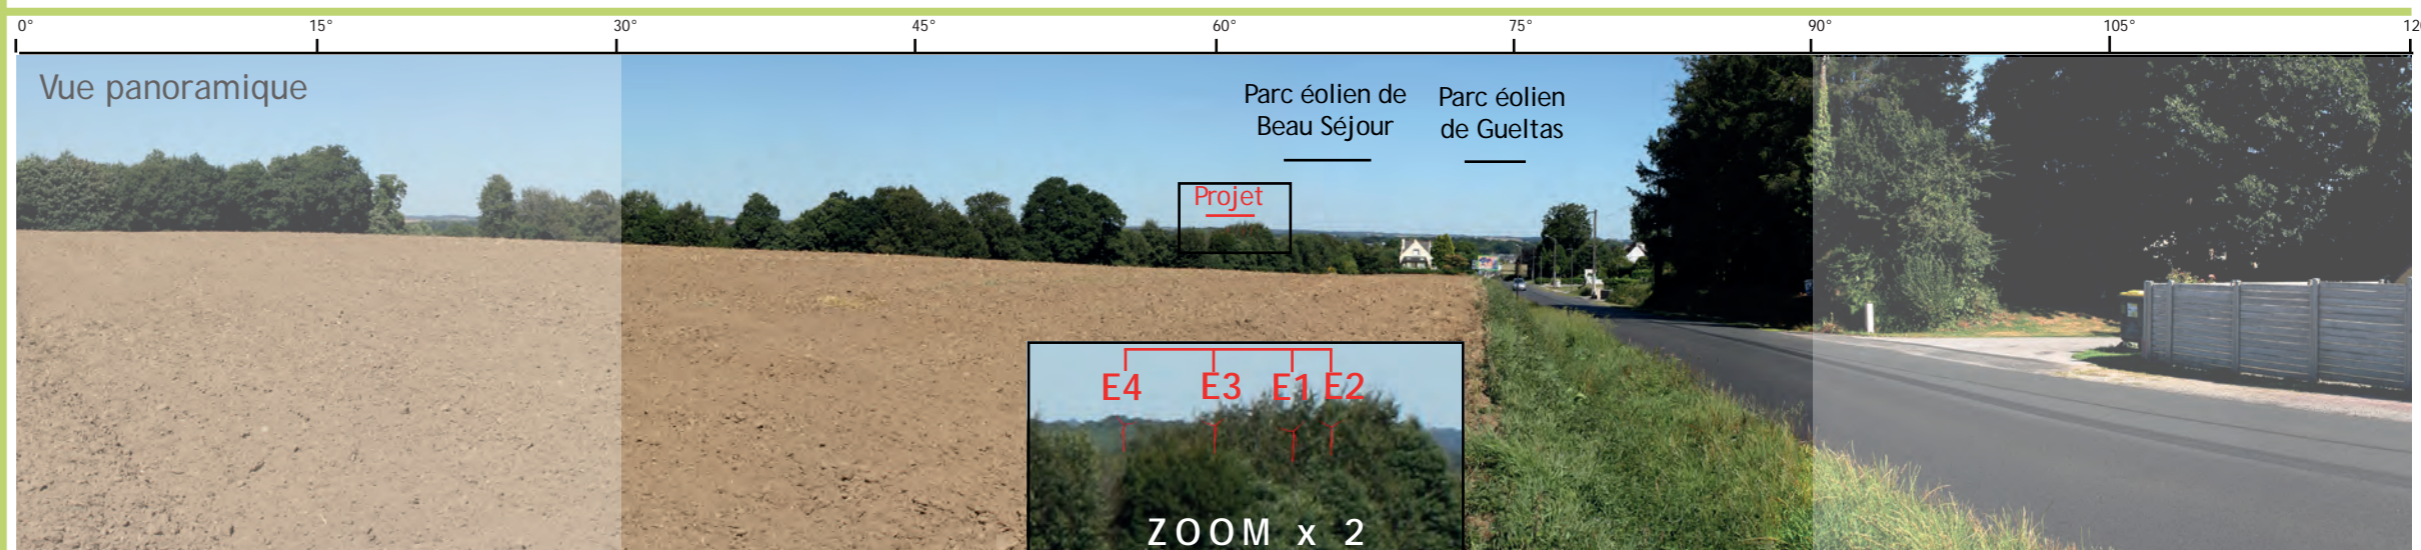 0° 15° 30° 45° 60° 75° 90° 105° 120
Vue panoramique
Parc éolien de
Beau Séjour
Parc éolien
de Gueltas
Projet
E4 E3 E1 E2
ZOOM x 2